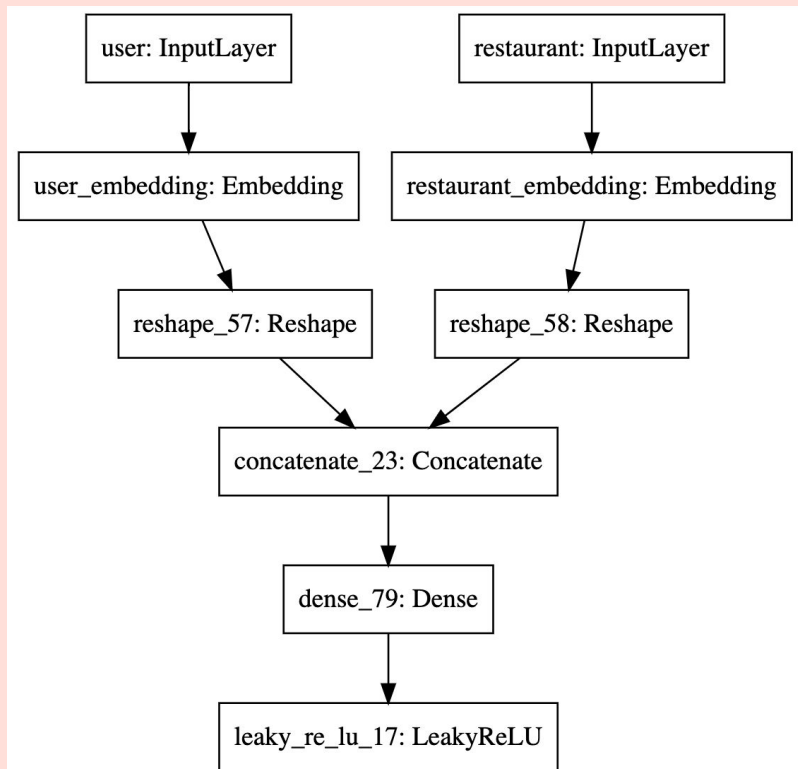 user: InputLayer
restaurant: InputLayer
user_embedding: Embedding
restaurant_embedding: Embedding
reshape_57: Reshape
reshape_58: Reshape
concatenate_23: Concatenate
dense_79: Dense
leaky_re_lu_17: LeakyReLU